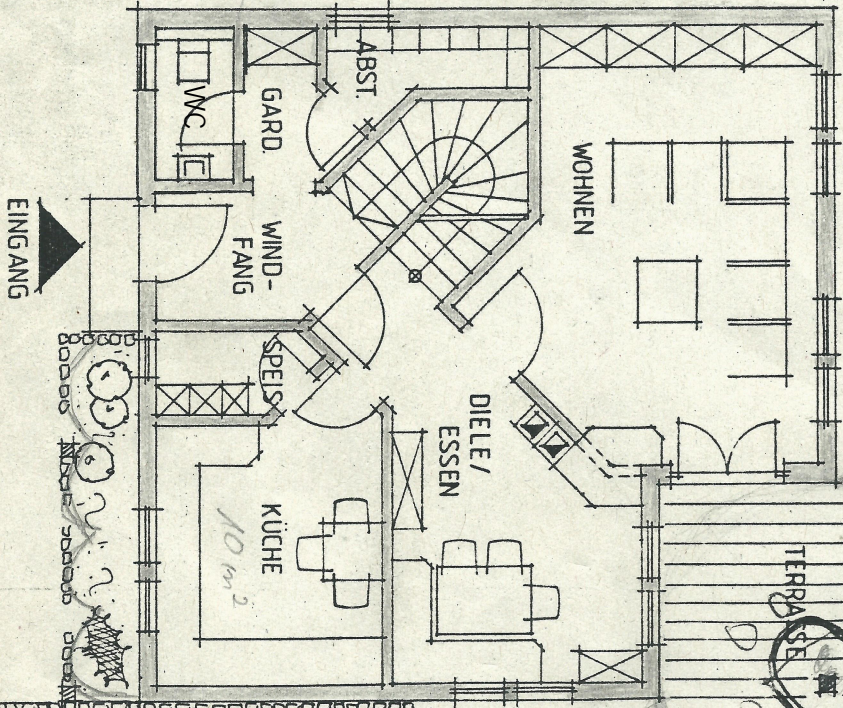 WC
GARD.
ABST.
WOHNEN
EINGANG
WIND-
FANG
SPEIS
DIELE/
ESSEN
KÜCHE
10 m²
TERRASSE